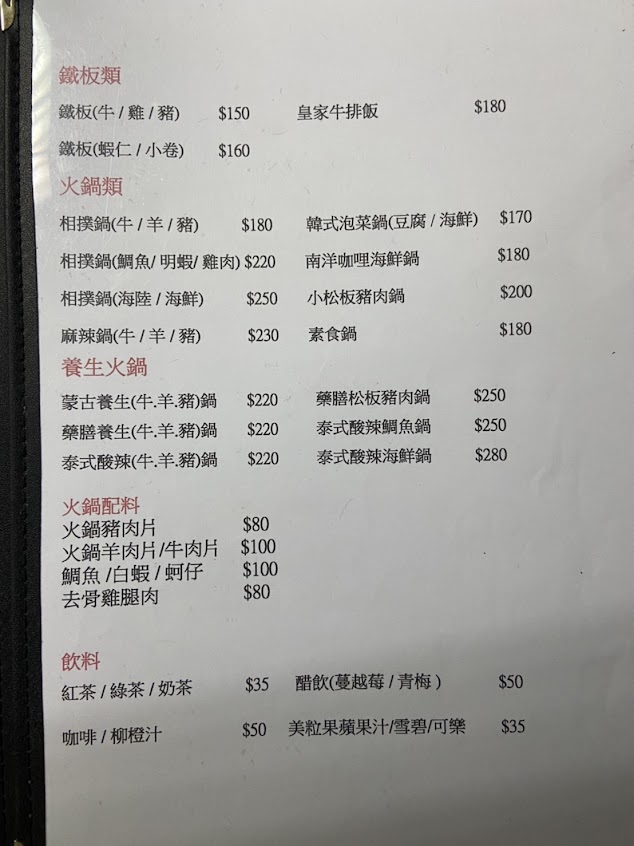 鐵板類
鐵板(牛 / 雞 / 豬) $150 皇家牛排飯 $180
鐵板(蝦仁 / 小卷) $160
火鍋類
相撲鍋(牛 / 羊 / 豬) $180 韓式泡菜鍋(豆腐 / 海鮮) $170
相撲鍋(鯛魚/ 明蝦/ 雞肉) $220 南洋咖哩海鮮鍋 $180
相撲鍋(海陸 / 海鮮) $250 小松板豬肉鍋 $200
麻辣鍋(牛 / 羊 / 豬) $230 素食鍋 $180
養生火鍋
蒙古養生(牛.羊.豬)鍋 $220 藥膳松板豬肉鍋 $250
藥膳養生(牛.羊.豬)鍋 $220 泰式酸辣鯛魚鍋 $250
泰式酸辣(牛.羊.豬)鍋 $220 泰式酸辣海鮮鍋 $280
火鍋配料
火鍋豬肉片 $80
火鍋羊肉片/牛肉片 $100
鯛魚 /白蝦 / 蚵仔 $100
去骨雞腿肉 $80
飲料
紅茶 / 綠茶 / 奶茶 $35 醋飲(蔓越莓 / 青梅 ) $50
咖啡 / 柳橙汁 $50 美粒果蘋果汁/雪碧/可樂 $35